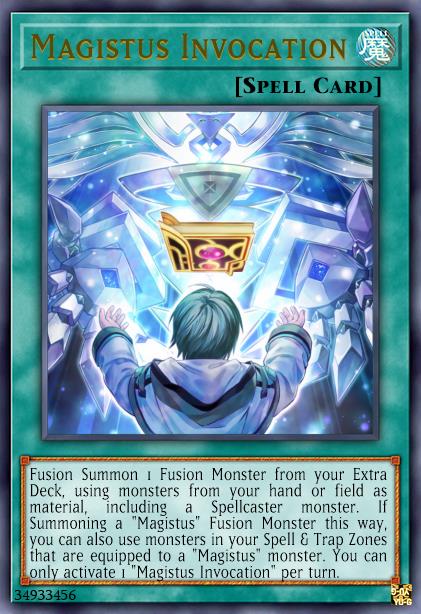 Magistus Invocation
SPELL
魔
[Spell Card]
Fusion Summon 1 Fusion Monster from your Extra
Deck, using monsters from your hand or field as
material, including a Spellcaster monster. If
Summoning a "Magistus" Fusion Monster this way,
you can also use monsters in your Spell & Trap Zones
that are equipped to a "Magistus" monster. You can
only activate 1 "Magistus Invocation" per turn.
34933456